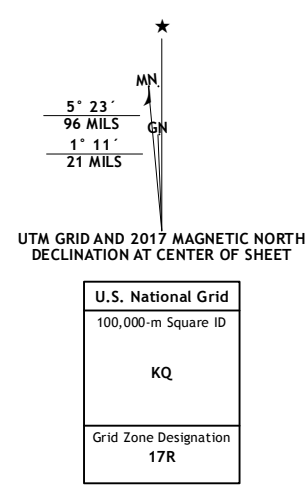 MN
5° 23´
96 MILS
GN
1° 11´
21 MILS
UTM GRID AND 2017 MAGNETIC NORTH
DECLINATION AT CENTER OF SHEET
U.S. National Grid
100,000-m Square ID
KQ
Grid Zone Designation
17R